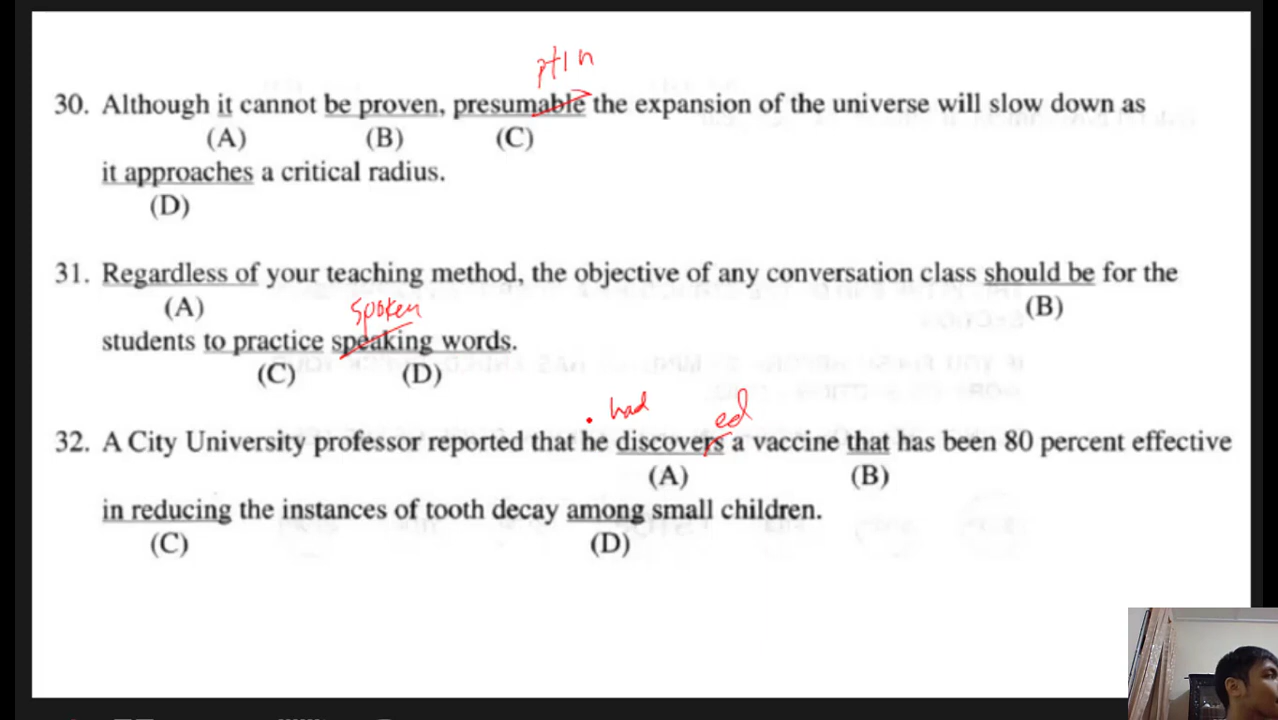 30. Although it cannot be proven, presumable the expansion of the universe will slow down as
(A) (B) (C)
it approaches a critical radius.
(D)
31. Regardless of your teaching method, the objective of any conversation class should be for the
(A) (B)
spoken
students to practice speaking words.
(C) (D)
had ed
32. A City University professor reported that he discovers a vaccine that has been 80 percent effective
(A) (B)
in reducing the instances of tooth decay among small children.
(C) (D)